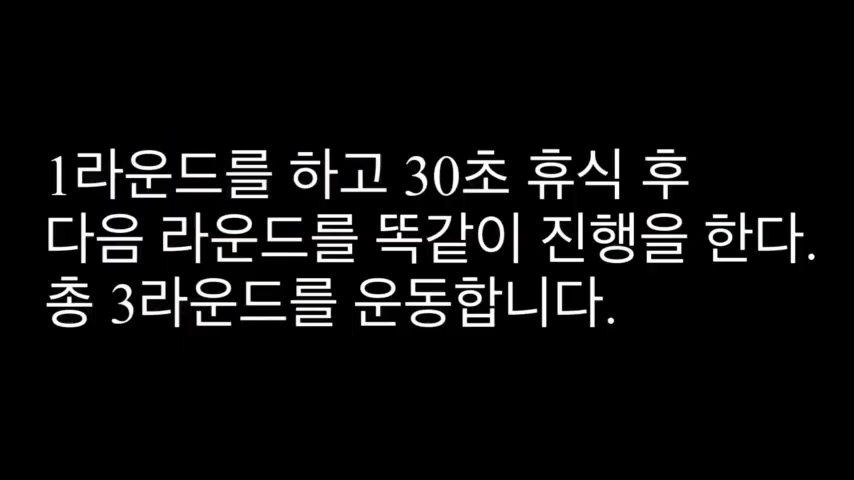 1라운드를 하고 30초 휴식 후
다음 라운드를 똑같이 진행을 한다.
총 3라운드를 운동합니다.